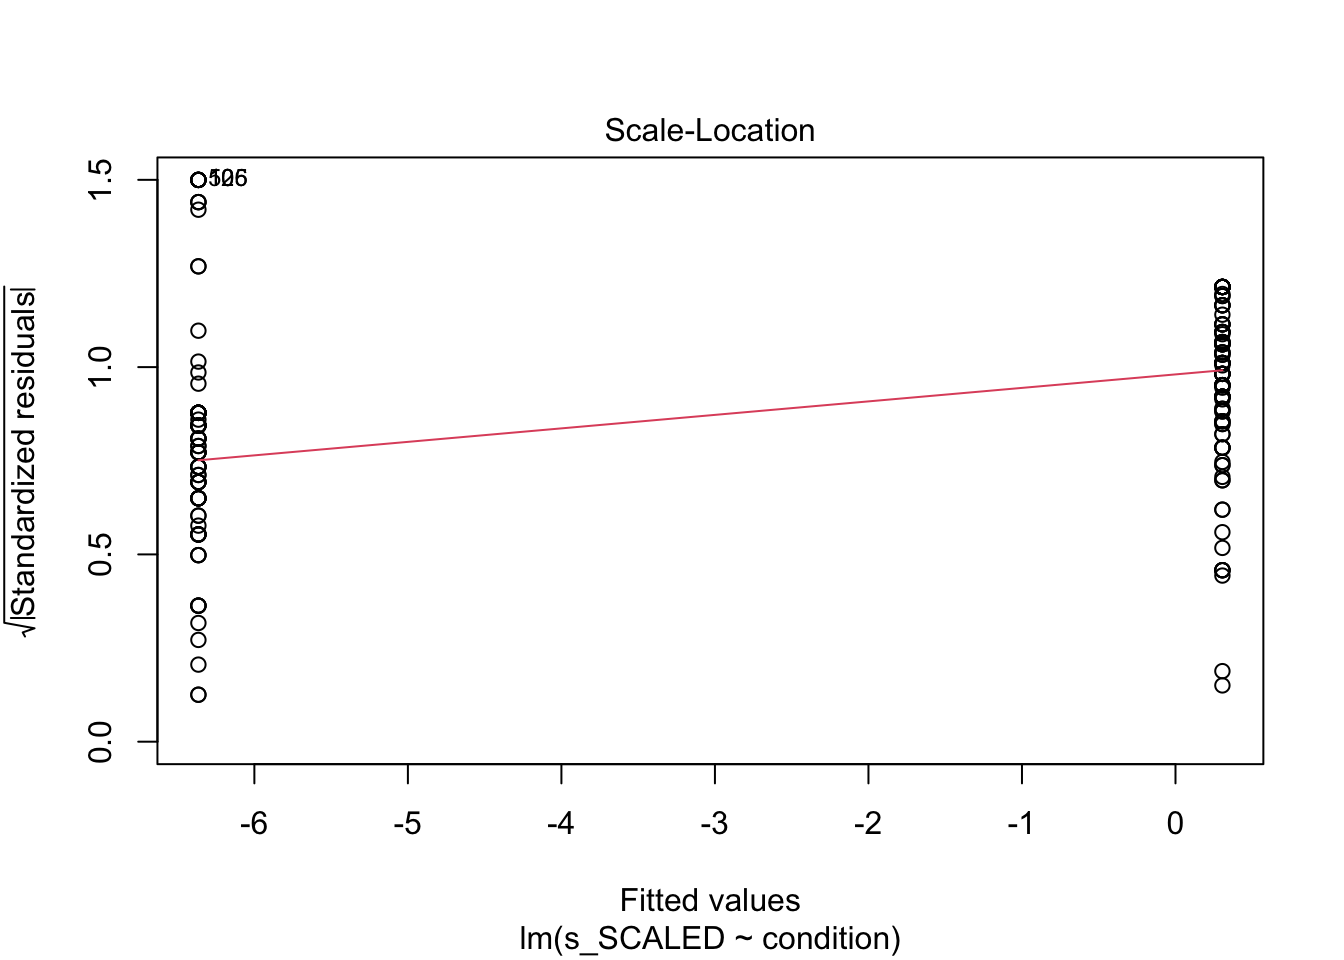 Scale-Location
√|Standardized residuals|
1.5
1.0
0.5
0.0
-6 -5 -4 -3 -2 -1 0
Fitted values
lm(s_SCALED ~ condition)